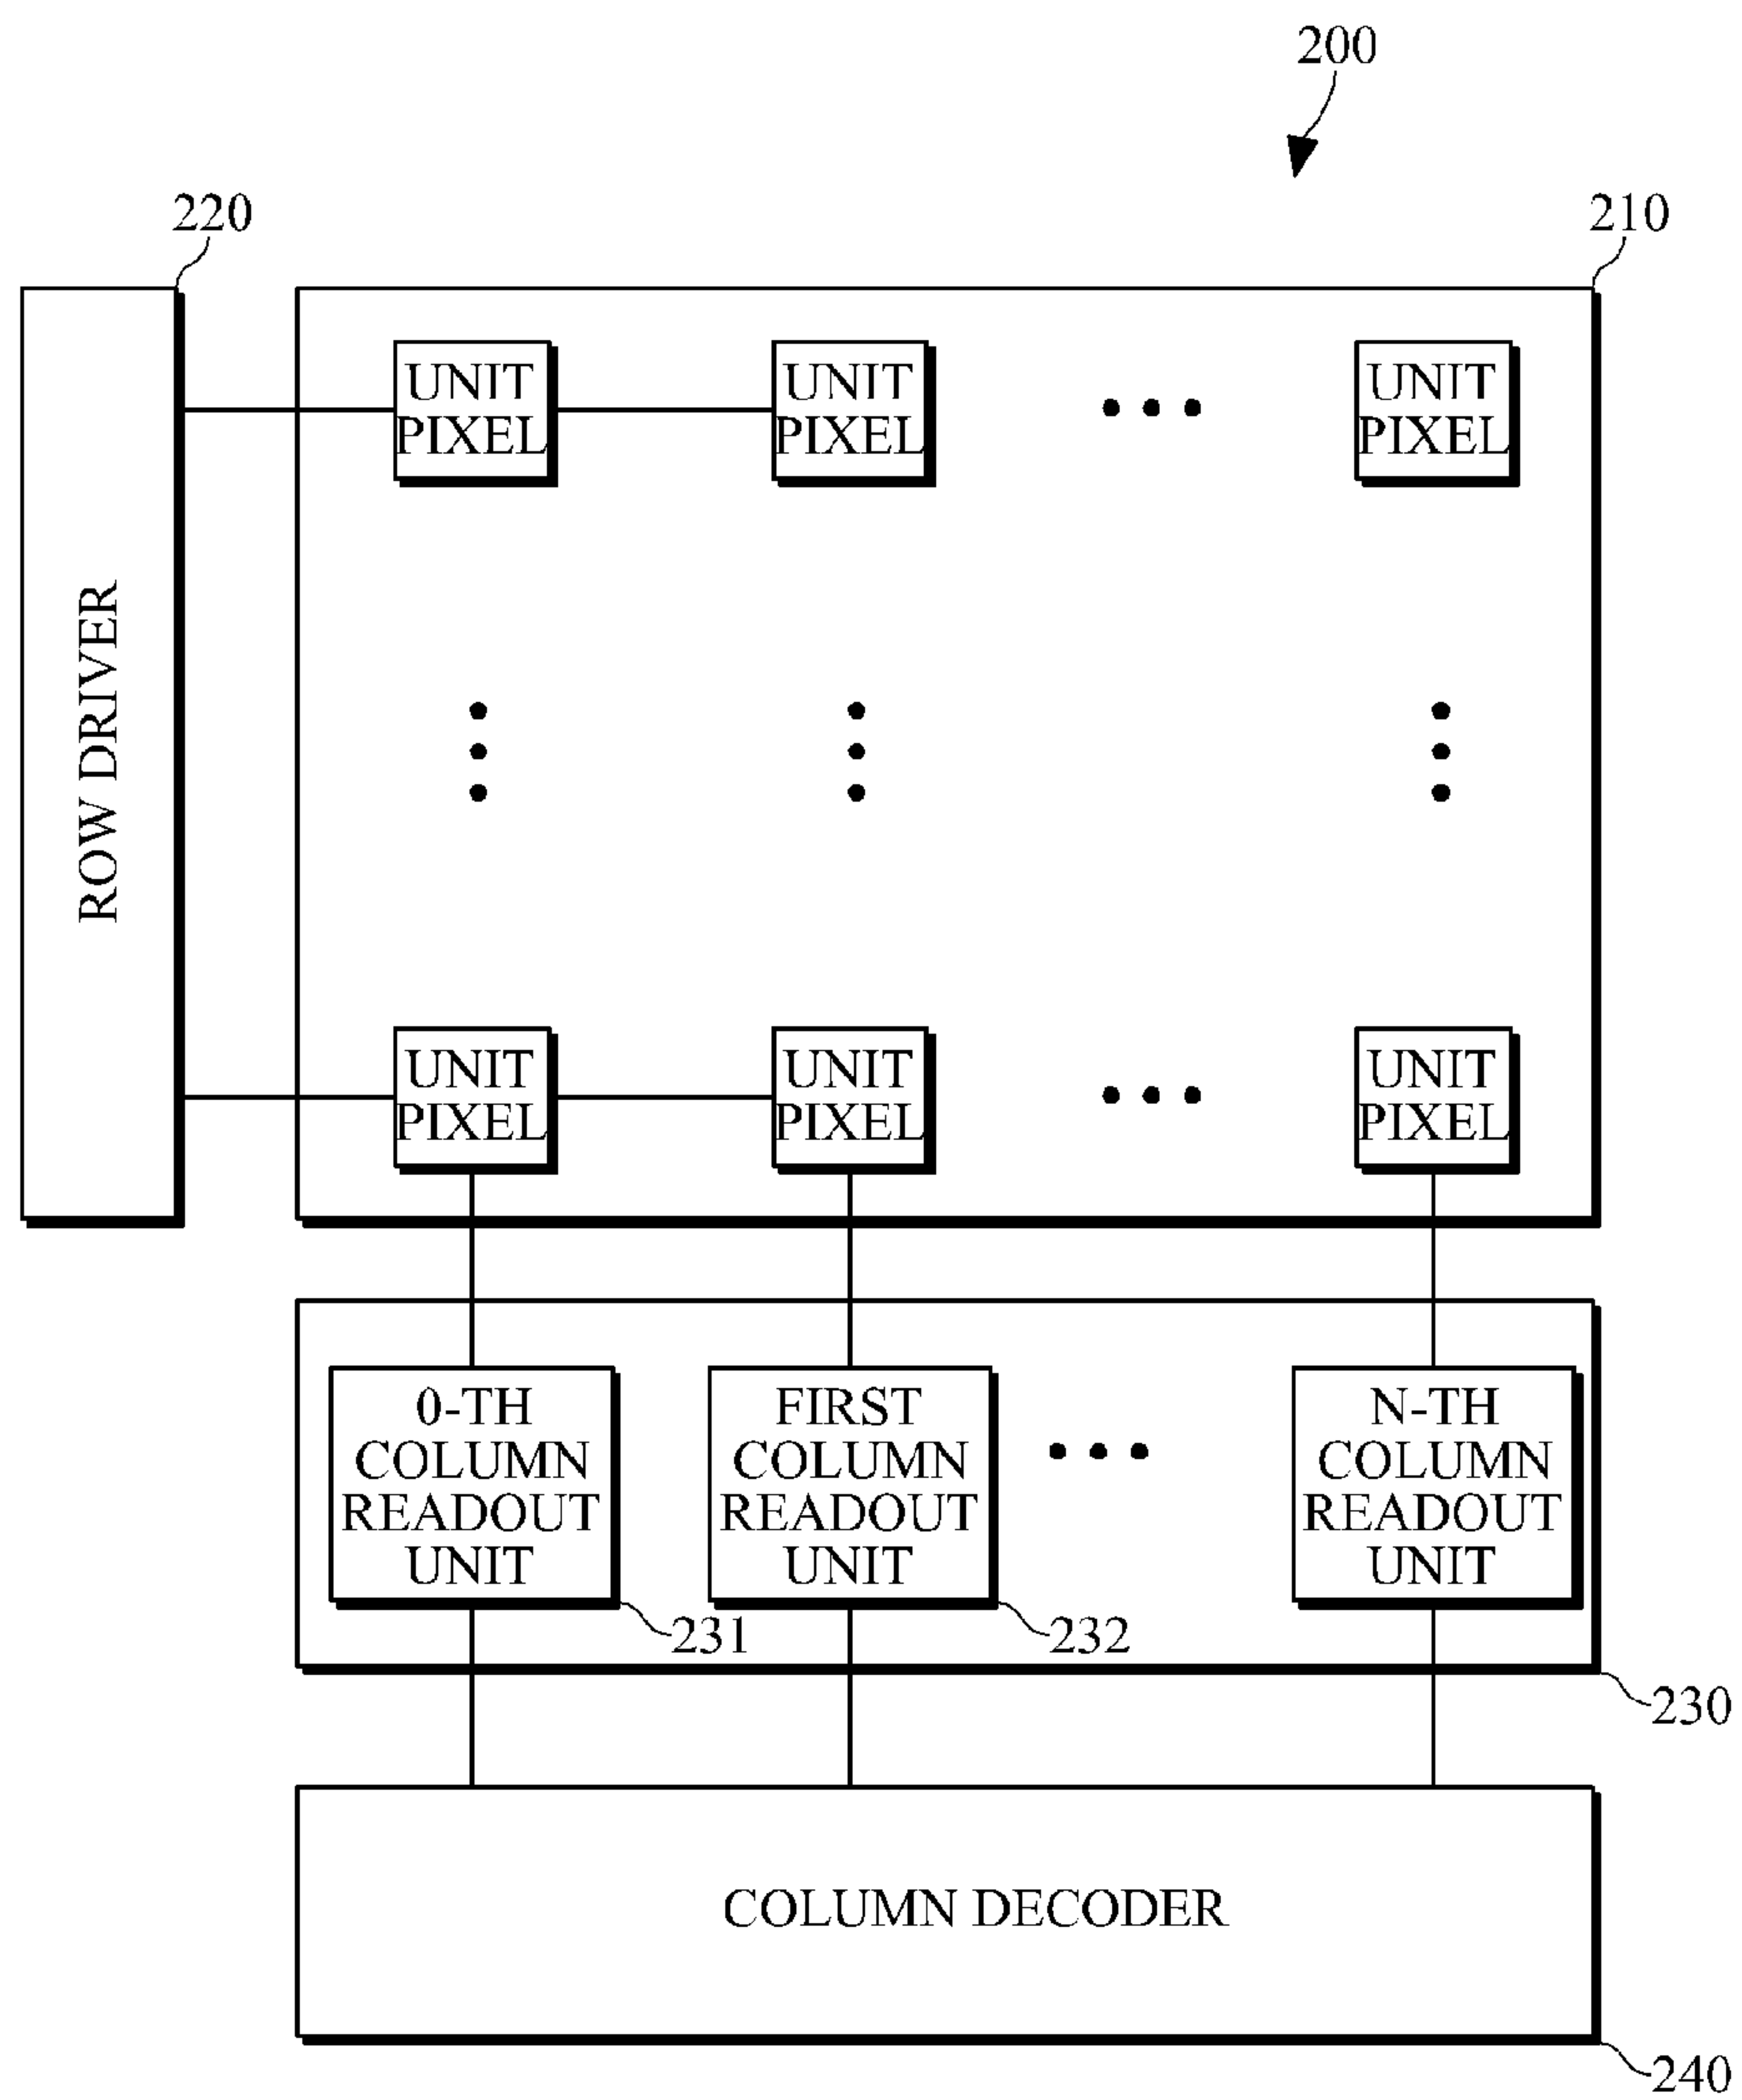 200
220
210
UNIT
PIXEL
UNIT
PIXEL
UNIT
PIXEL
ROW DRIVER
UNIT
PIXEL
UNIT
PIXEL
UNIT
PIXEL
0-TH
COLUMN
READOUT
UNIT
FIRST
COLUMN
READOUT
UNIT
N-TH
COLUMN
READOUT
UNIT
231
232
230
COLUMN DECODER
240